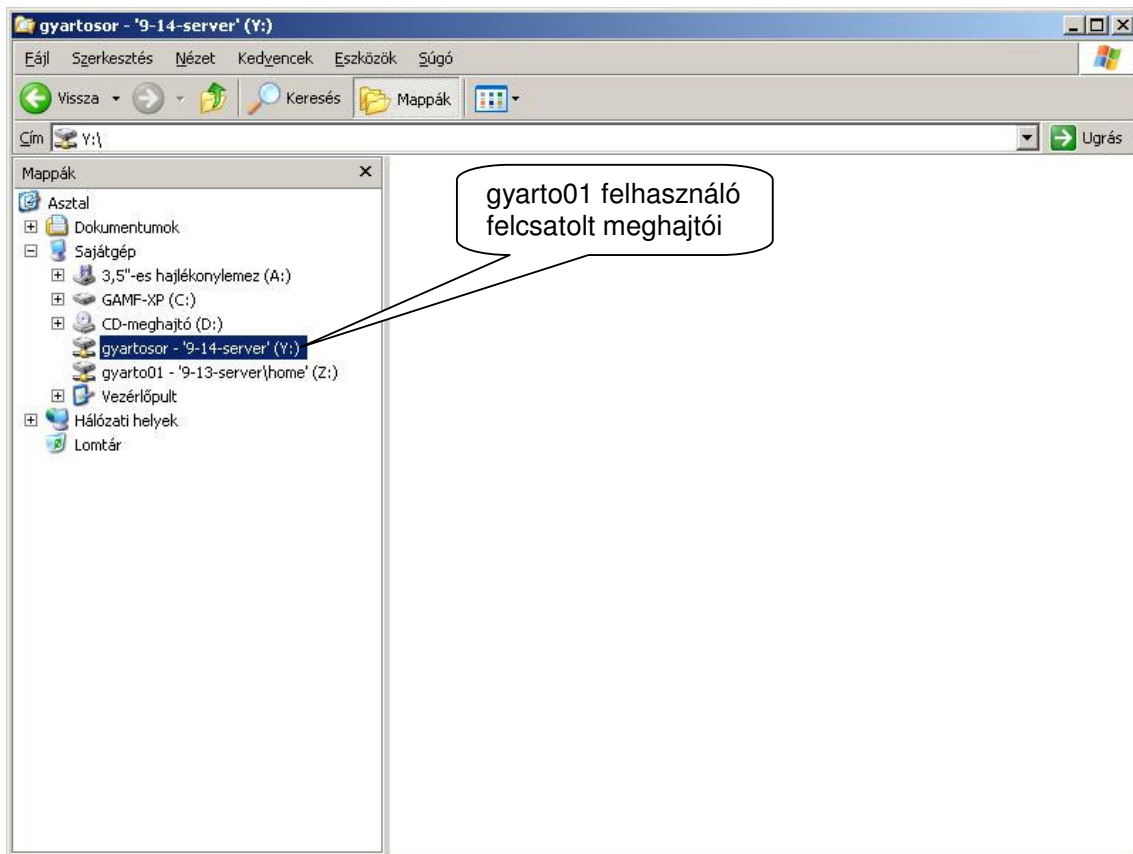 gyartosor - '9-14-server' (Y:)
Fájl Szerkesztés Nézet Kedvencek Eszközök Súgó
Vissza Keresés Mappák
Cím Y:\ Ugrás
Mappák
Asztal
Dokumentumok
Sajátgép
3,5"-es hajlékonylemez (A:)
GAMF-XP (C:)
CD-meghajtó (D:)
gyartosor - '9-14-server' (Y:)
gyarto01 - '9-13-server\home' (Z:)
Vezérlőpult
Hálózati helyek
Lomtár
gyarto01 felhasználó
felcsatolt meghajtói